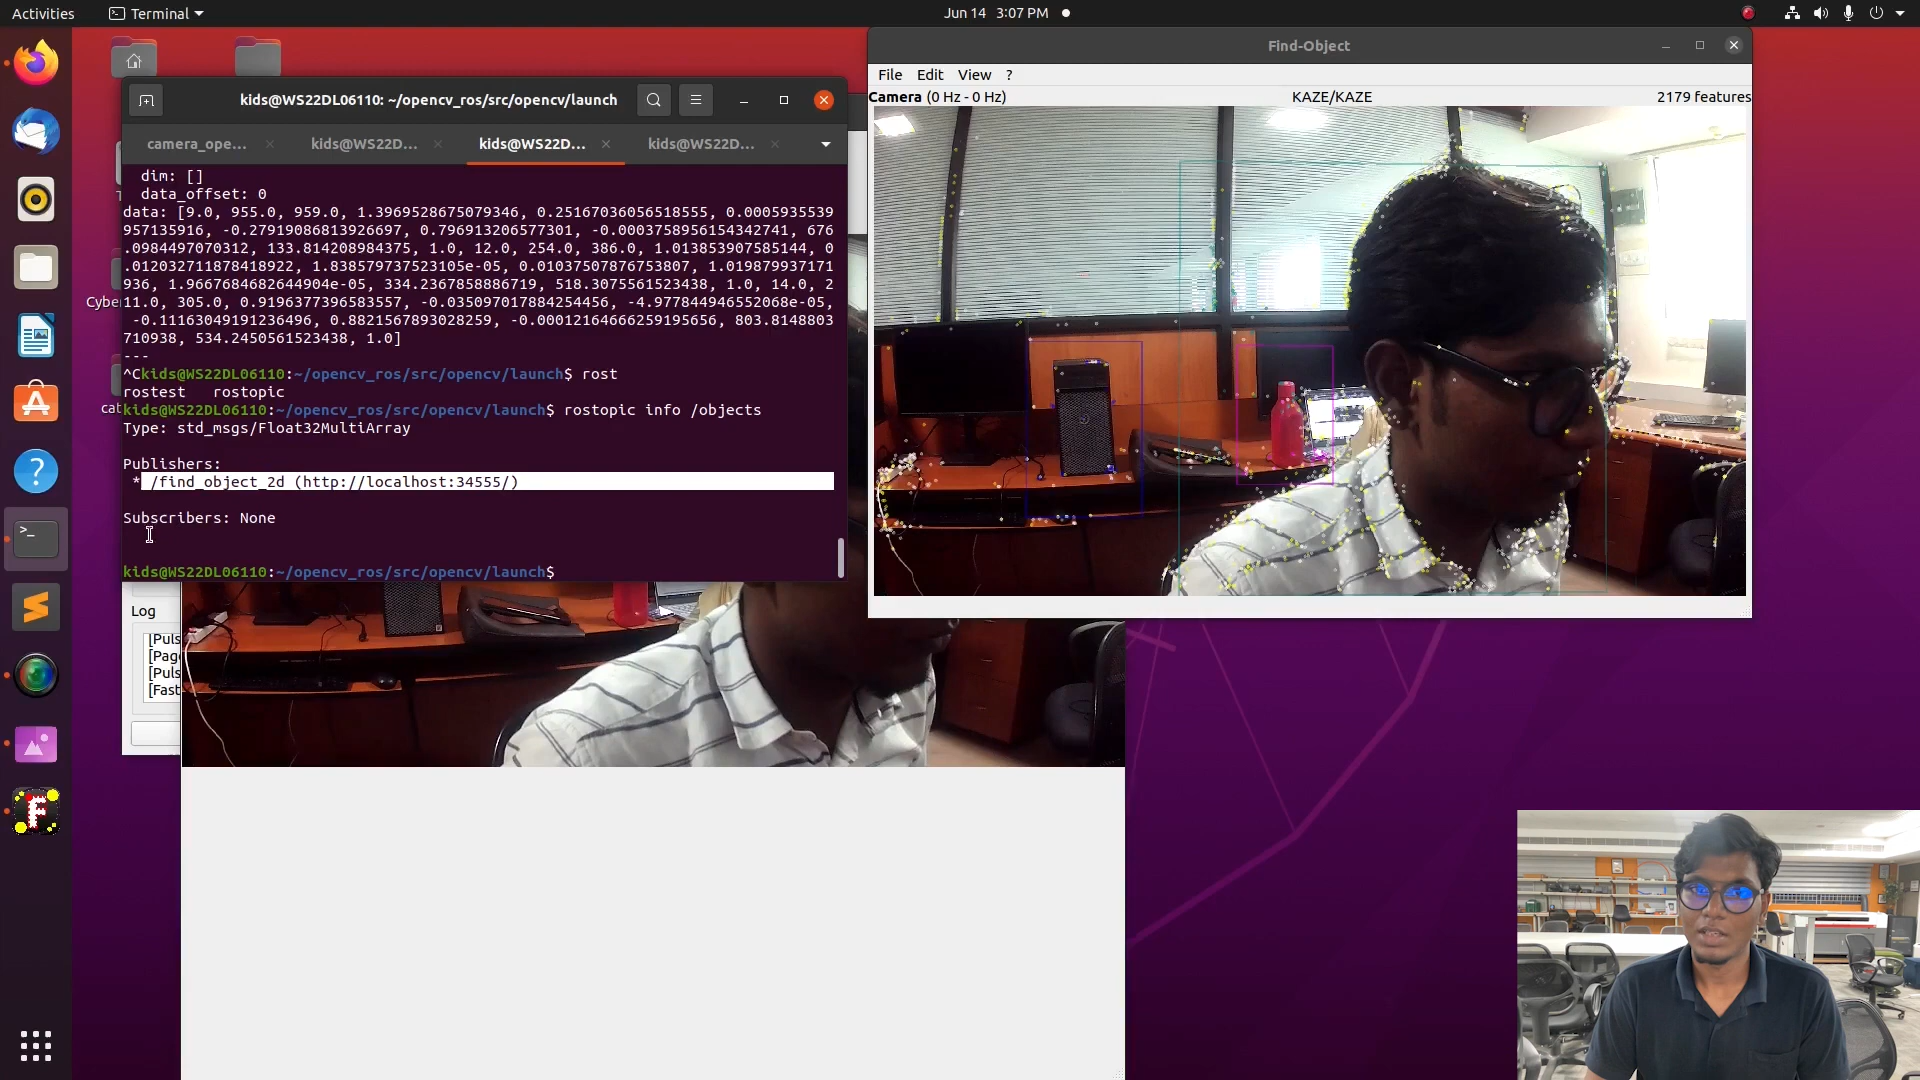 Activities
Terminal
Jun 14 3:07 PM
Find-Object
File Edit View ?
Camera (0 Hz - 0 Hz)
KAZE/KAZE
2179 features
kids@WS22DL06110: ~/opencv_ros/src/opencv/launch
camera_ope...
kids@WS22D...
kids@WS22D...
kids@WS22D...
dim: []
data_offset: 0
data: [9.0, 955.0, 959.0, 1.3969528675079346, 0.25167036056518555, 0.0005935539
957135916, -0.27919086813926697, 0.796913206577301, -0.0003758956154342741, 676
.0984497070312, 133.814208984375, 1.0, 12.0, 254.0, 386.0, 1.013853907585144, 0
.012032711878418922, 1.838579737523105e-05, 0.01037507876753807, 1.019879937171
936, 1.9667684682644904e-05, 334.2367858886719, 518.3075561523438, 1.0, 14.0, 2
11.0, 305.0, 0.9196377396583557, -0.035097017884254456, -4.977844946552068e-05,
-0.11163049191236496, 0.8821567893028259, -0.00012164666259195656, 803.8148803
710938, 534.2450561523438, 1.0]
---
^Ckids@WS22DL06110:~/opencv_ros/src/opencv/launch$ rost
rostest rostopic
kids@WS22DL06110:~/opencv_ros/src/opencv/launch$ rostopic info /objects
Type: std_msgs/Float32MultiArray
Publishers:
* /find_object_2d (http://localhost:34555/)
Subscribers: None
kids@WS22DL06110:~/opencv_ros/src/opencv/launch$
Cybe
cat
Log
[Puls
[Page
[Puls
[Fast